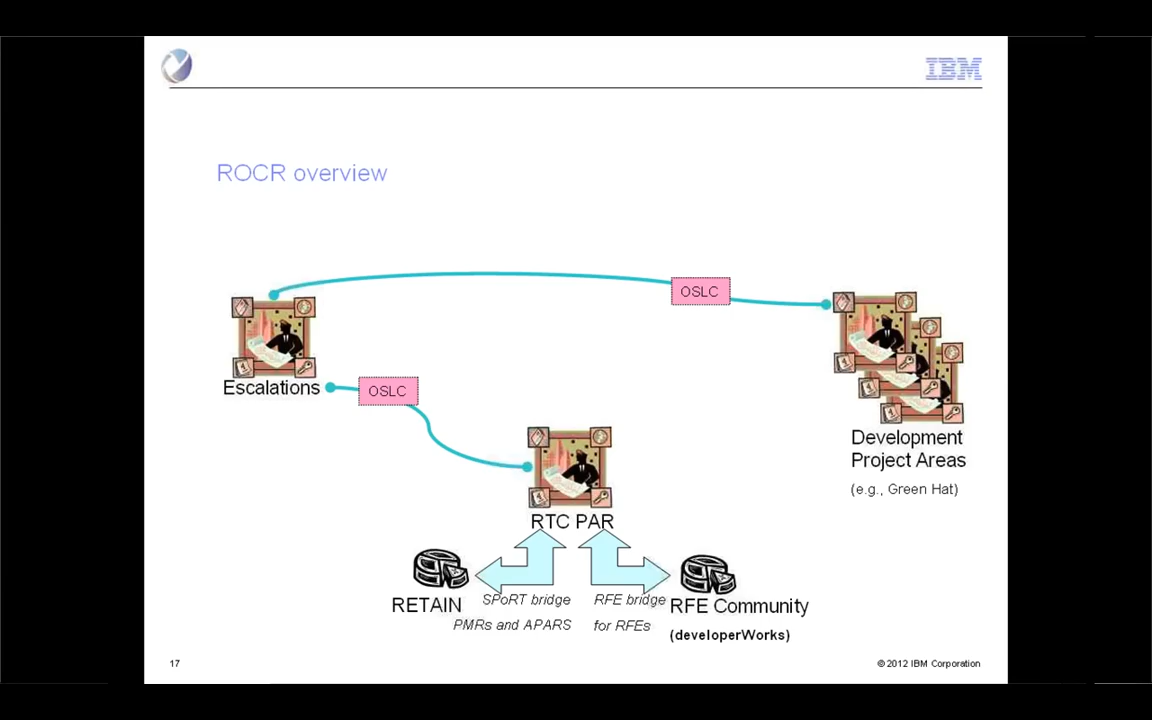 IBM
ROCR overview
OSLC
Escalations
OSLC
Development
Project Areas
(e.g., Green Hat)
RTC PAR
RETAIN
SPoRT bridge
PMRs and APARS
RFE bridge
for RFEs
RFE Community
(developerWorks)
17
© 2012 IBM Corporation